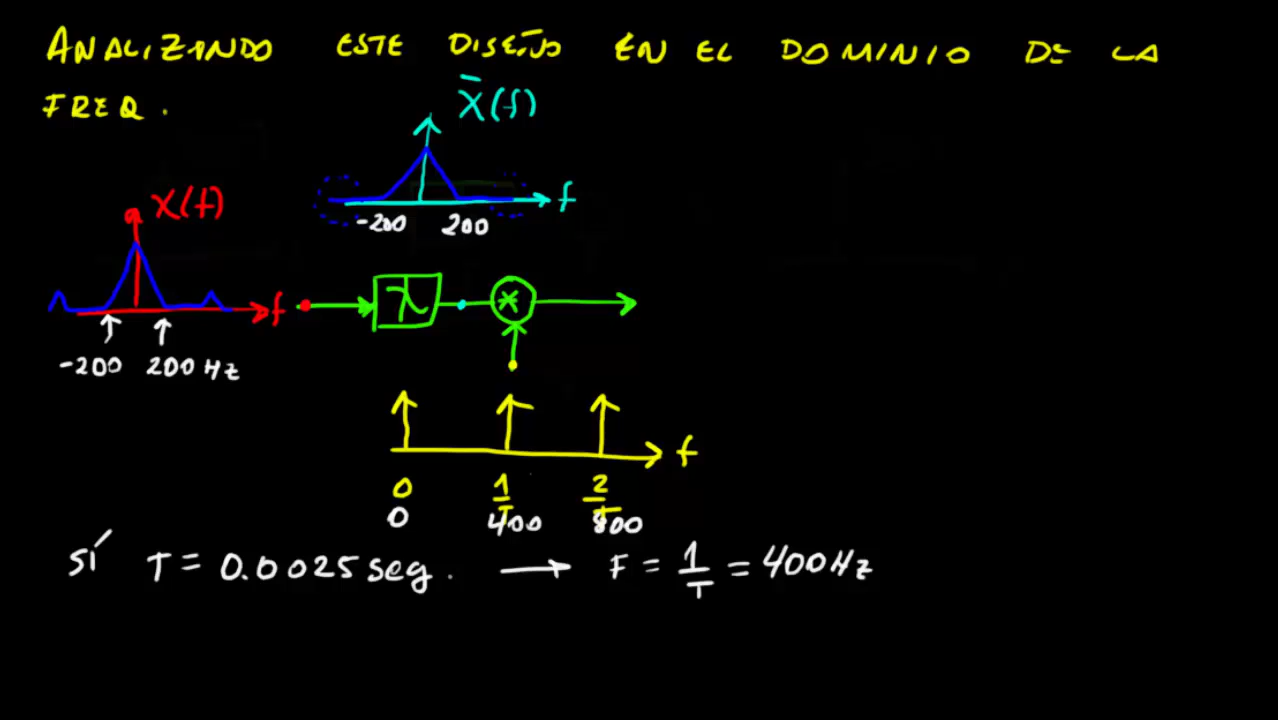 ANALIZANDO ESTE DISEÑO EN EL DOMINIO DE LA
FREQ.
X̄(f)
X(f)
f
-200 200
f
-200 200 Hz
f
0 1/T 2/T
0 400 800
SÍ T = 0.0025 seg. → F = 1/T = 400 Hz